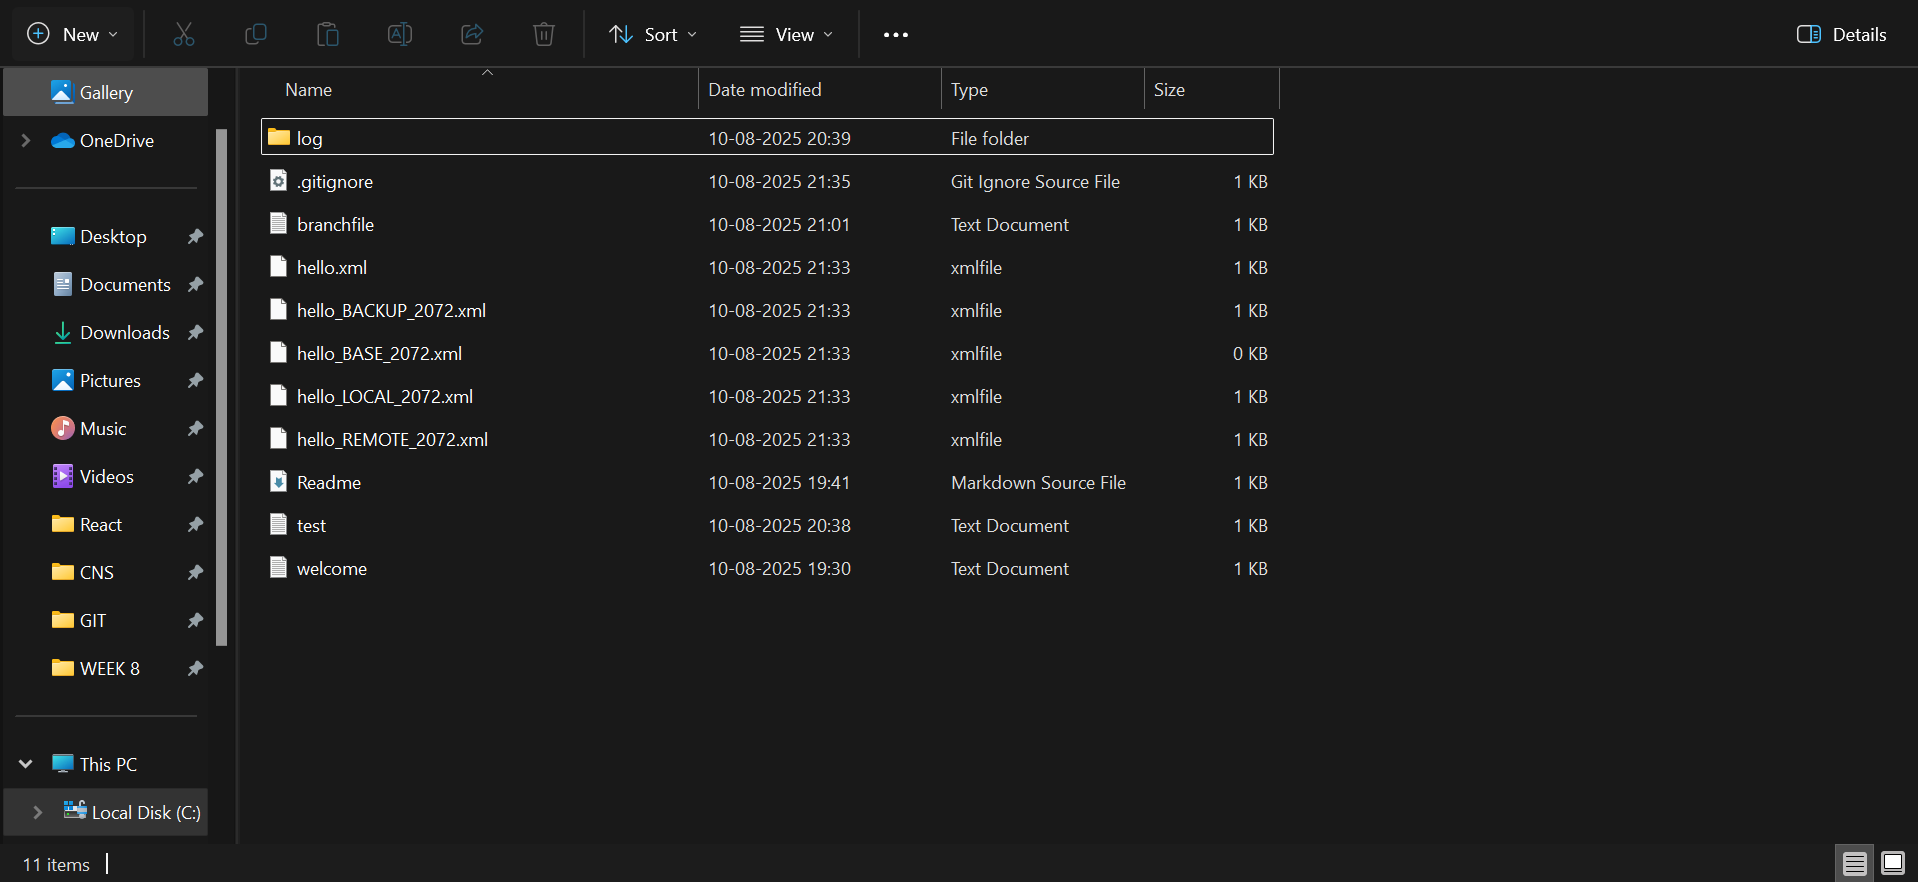 New Sort View ••• Details
Gallery
OneDrive
Desktop
Documents
Downloads
Pictures
Music
Videos
React
CNS
GIT
WEEK 8
This PC
Local Disk (C:)
Name Date modified Type Size
log 10-08-2025 20:39 File folder
.gitignore 10-08-2025 21:35 Git Ignore Source File 1 KB
branchfile 10-08-2025 21:01 Text Document 1 KB
hello.xml 10-08-2025 21:33 xmlfile 1 KB
hello_BACKUP_2072.xml 10-08-2025 21:33 xmlfile 1 KB
hello_BASE_2072.xml 10-08-2025 21:33 xmlfile 0 KB
hello_LOCAL_2072.xml 10-08-2025 21:33 xmlfile 1 KB
hello_REMOTE_2072.xml 10-08-2025 21:33 xmlfile 1 KB
Readme 10-08-2025 19:41 Markdown Source File 1 KB
test 10-08-2025 20:38 Text Document 1 KB
welcome 10-08-2025 19:30 Text Document 1 KB
11 items